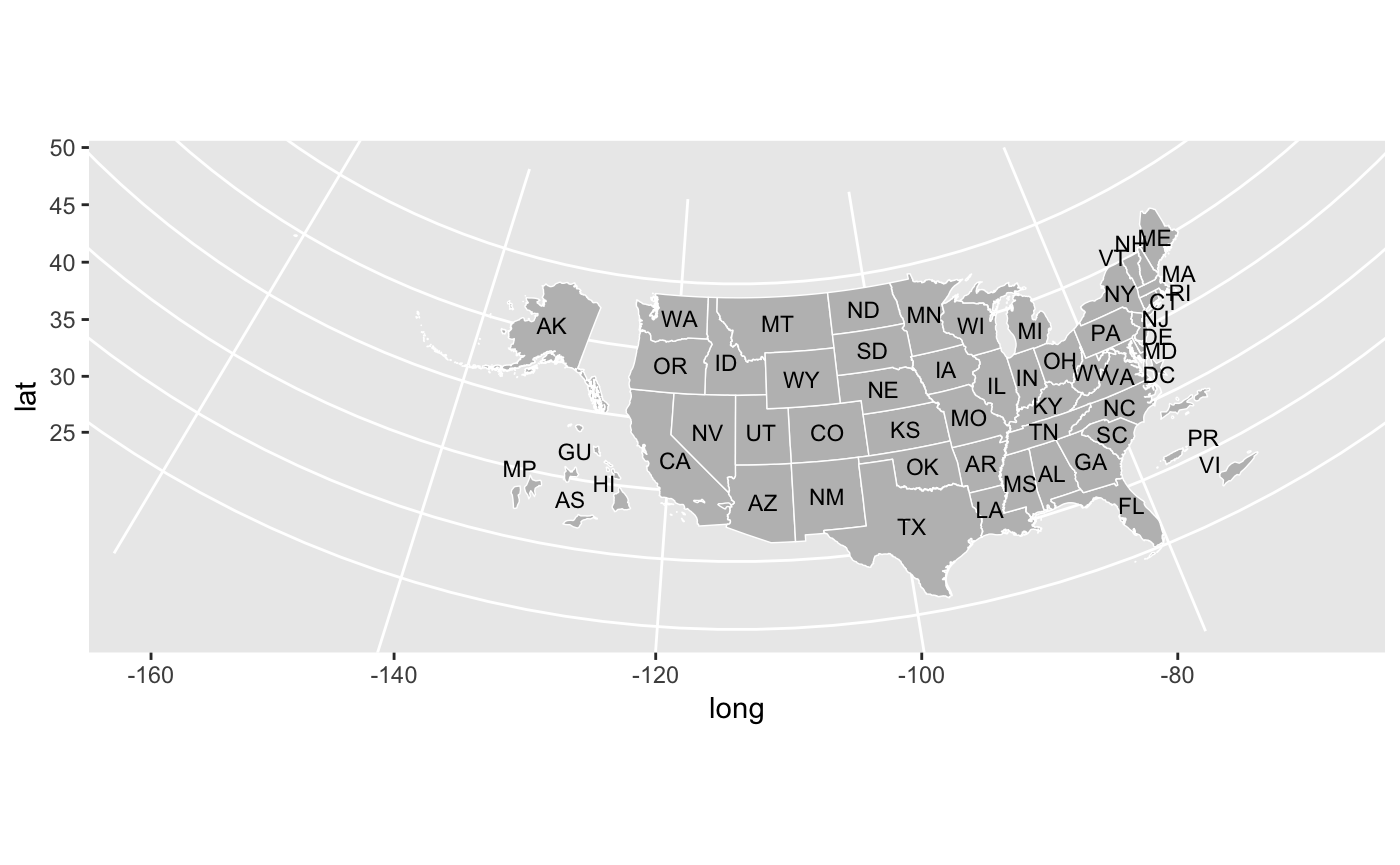 50
45
40
35
30
25
lat
ME
NH
VT
MA
RI
NY
CT
NJ
PA
DE
MD
DC
WA
MT
ND
MN
WI
MI
AK
OR
ID
SD
WY
NE
IA
IL
IN
OH
WV
VA
KY
NC
NV
UT
CO
KS
MO
TN
SC
CA
OK
AR
MS
AL
GA
PR
VI
GU
MP
HI
AS
AZ
NM
TX
LA
FL
-160
-140
-120
-100
-80
long